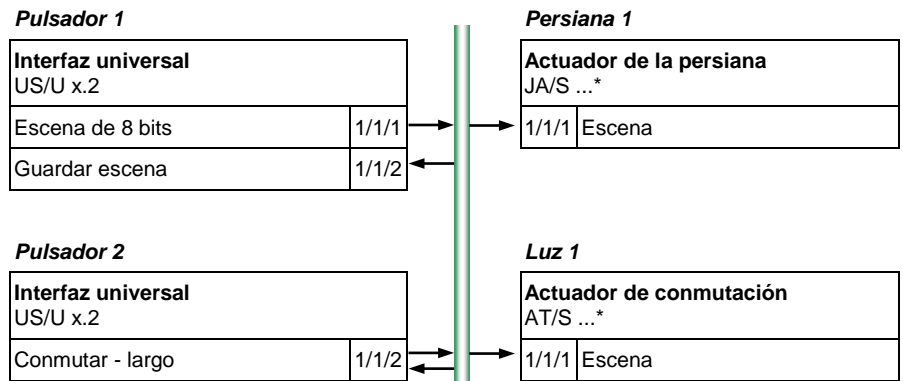 Pulsador 1
Interfaz universal
US/U x.2
Escena de 8 bits 1/1/1
Guardar escena 1/1/2
Persiana 1
Actuador de la persiana
JA/S ...*
1/1/1 Escena
Pulsador 2
Interfaz universal
US/U x.2
Conmutar - largo 1/1/2
Luz 1
Actuador de conmutación
AT/S ...*
1/1/1 Escena